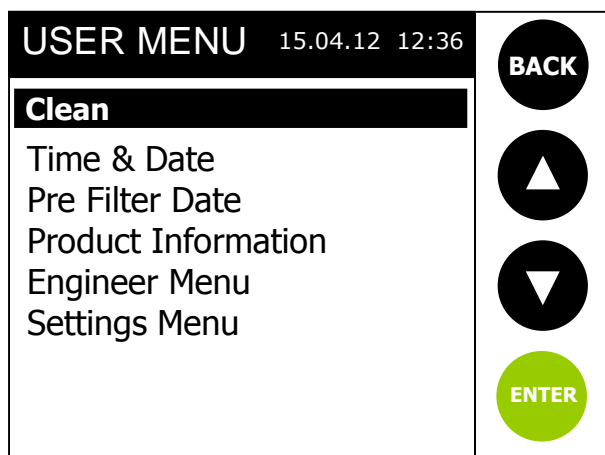 USER MENU 15.04.12 12:36
BACK
Clean
Time & Date
Pre Filter Date
Product Information
Engineer Menu
Settings Menu
ENTER